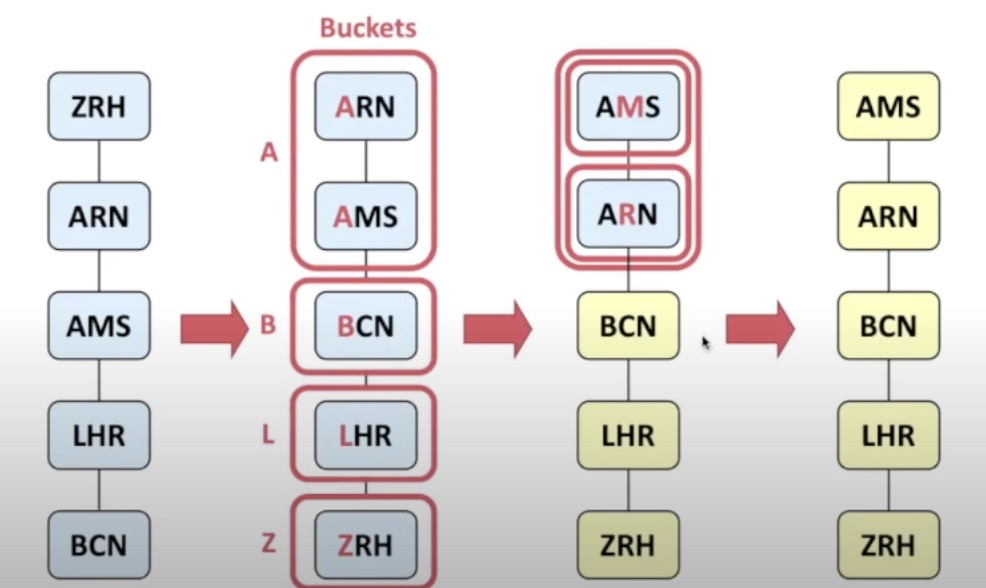 Buckets
ZRH
ARN
AMS
LHR
BCN
A
ARN
AMS
B
BCN
L
LHR
Z
ZRH
AMS
ARN
BCN
LHR
ZRH
AMS
ARN
BCN
LHR
ZRH